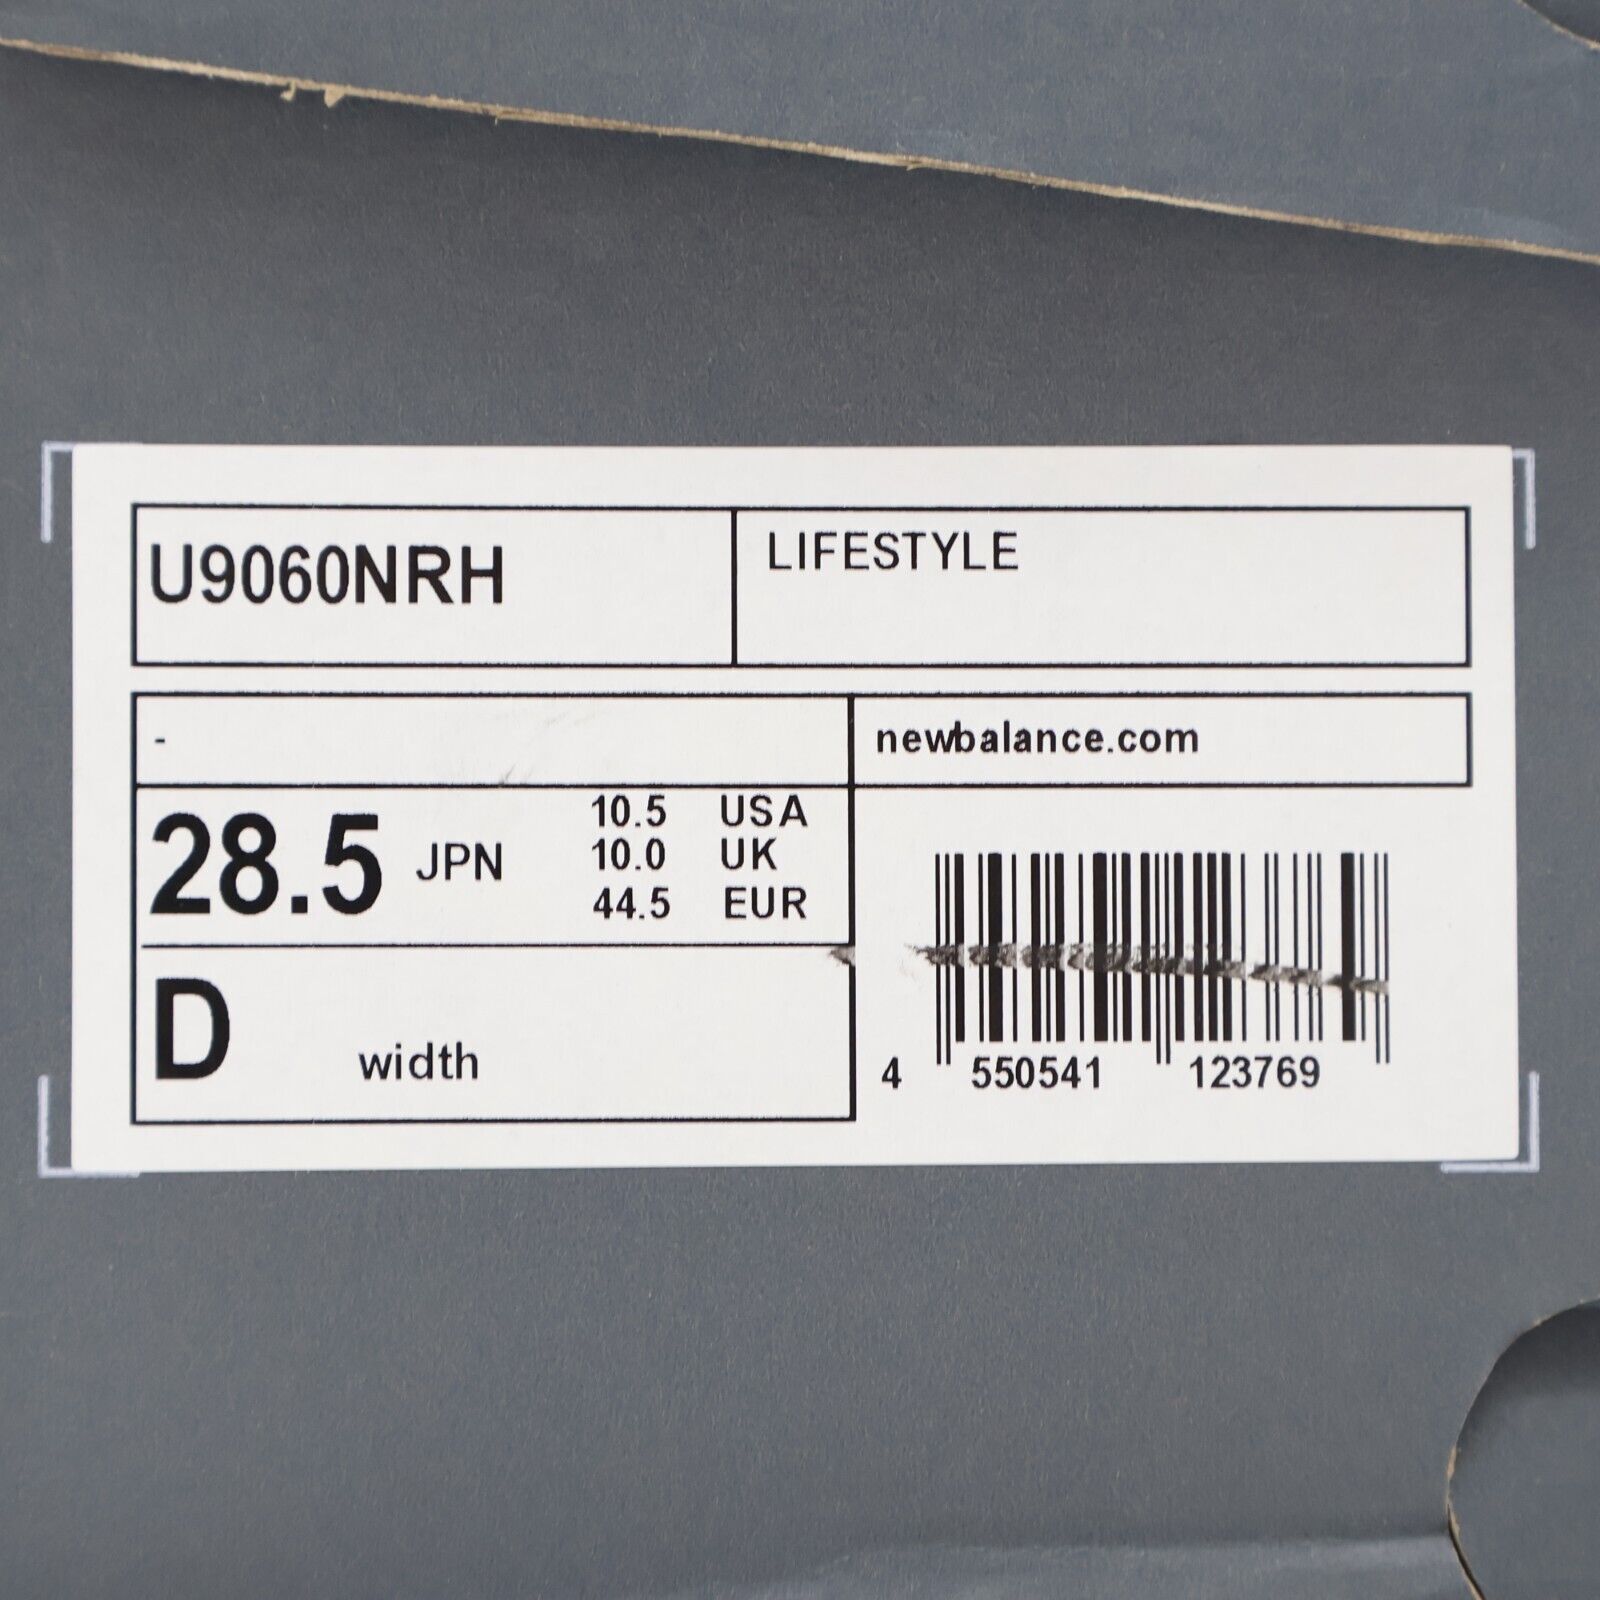 U9060NRH
LIFESTYLE
-
newbalance.com
28.5 JPN
10.5 USA
10.0 UK
44.5 EUR
D width
4 550541 123769